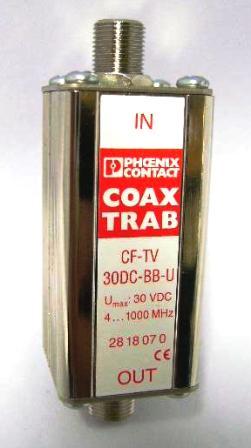 IN
PHŒNIX
CONTACT
COAX
TRAB
CF-TV
30DC-BB-U
Umax: 30 VDC
4...1000 MHz
28 18 07 0
CE
OUT